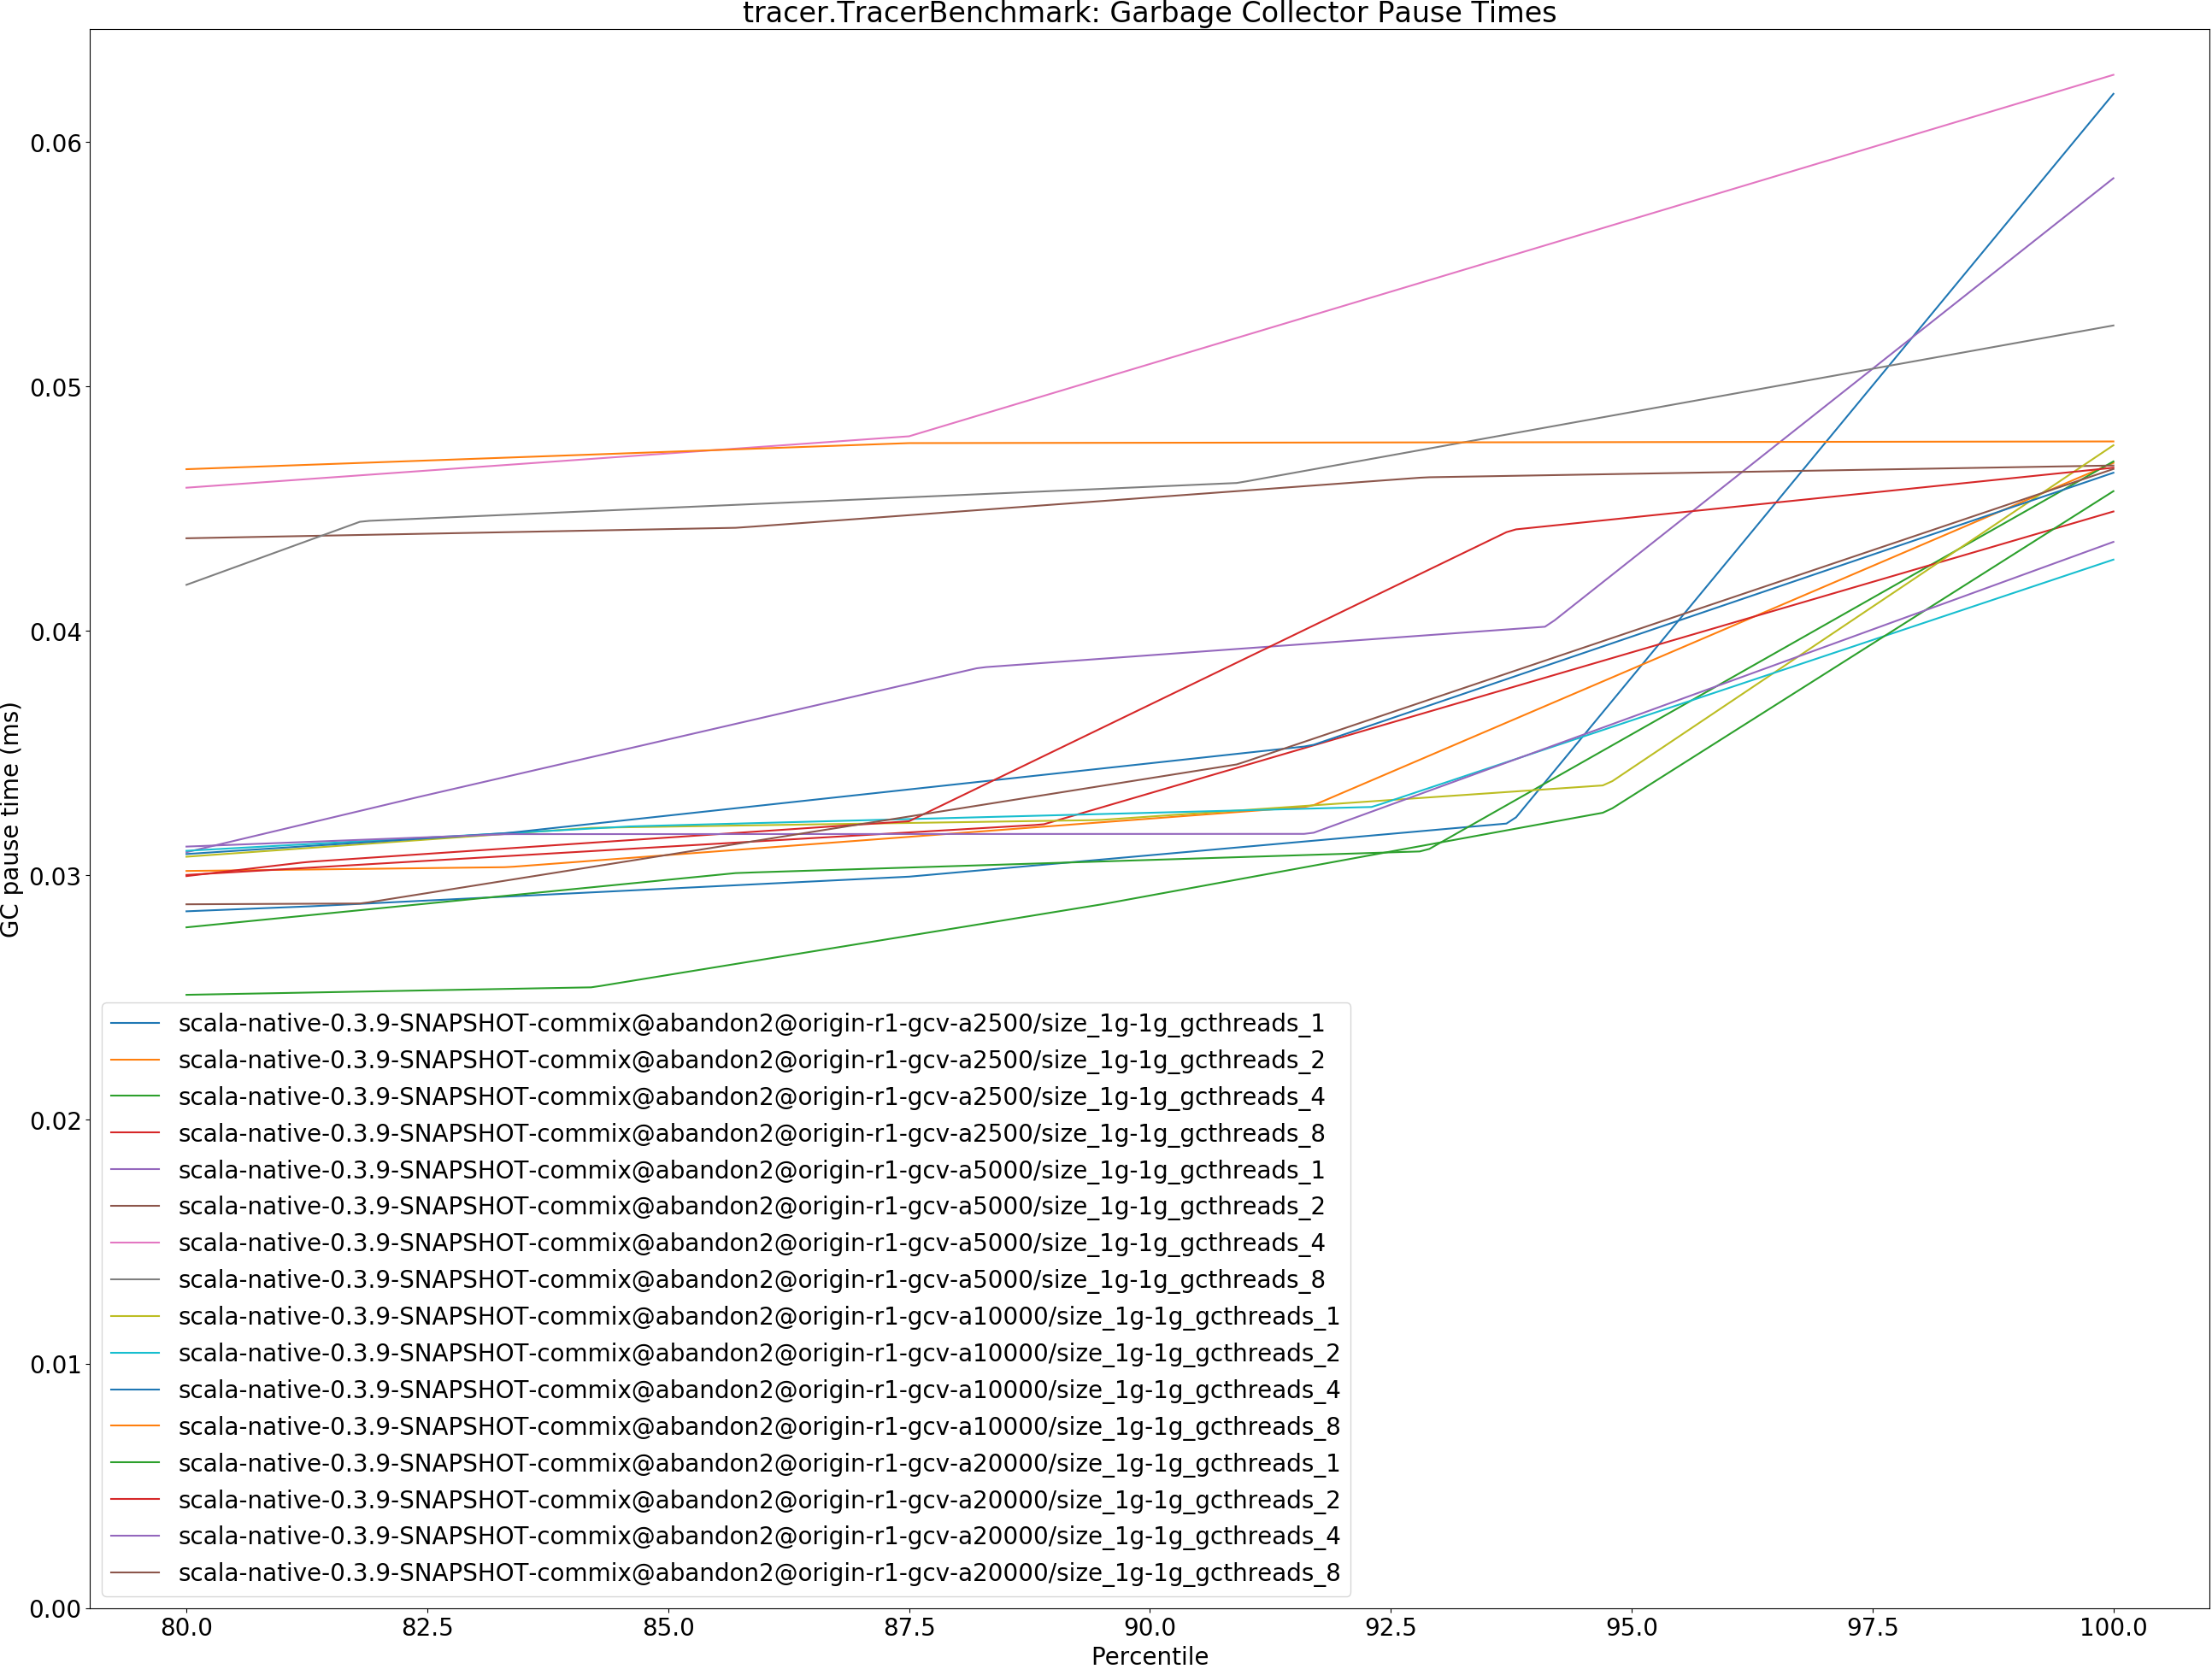 tracer.TracerBenchmark: Garbage Collector Pause Times
0.06
0.05
0.04
0.03
0.02
0.01
0.00
GC pause time (ms)
scala-native-0.3.9-SNAPSHOT-commix@abandon2@origin-r1-gcv-a2500/size_1g-1g_gcthreads_1
scala-native-0.3.9-SNAPSHOT-commix@abandon2@origin-r1-gcv-a2500/size_1g-1g_gcthreads_2
scala-native-0.3.9-SNAPSHOT-commix@abandon2@origin-r1-gcv-a2500/size_1g-1g_gcthreads_4
scala-native-0.3.9-SNAPSHOT-commix@abandon2@origin-r1-gcv-a2500/size_1g-1g_gcthreads_8
scala-native-0.3.9-SNAPSHOT-commix@abandon2@origin-r1-gcv-a5000/size_1g-1g_gcthreads_1
scala-native-0.3.9-SNAPSHOT-commix@abandon2@origin-r1-gcv-a5000/size_1g-1g_gcthreads_2
scala-native-0.3.9-SNAPSHOT-commix@abandon2@origin-r1-gcv-a5000/size_1g-1g_gcthreads_4
scala-native-0.3.9-SNAPSHOT-commix@abandon2@origin-r1-gcv-a5000/size_1g-1g_gcthreads_8
scala-native-0.3.9-SNAPSHOT-commix@abandon2@origin-r1-gcv-a10000/size_1g-1g_gcthreads_1
scala-native-0.3.9-SNAPSHOT-commix@abandon2@origin-r1-gcv-a10000/size_1g-1g_gcthreads_2
scala-native-0.3.9-SNAPSHOT-commix@abandon2@origin-r1-gcv-a10000/size_1g-1g_gcthreads_4
scala-native-0.3.9-SNAPSHOT-commix@abandon2@origin-r1-gcv-a10000/size_1g-1g_gcthreads_8
scala-native-0.3.9-SNAPSHOT-commix@abandon2@origin-r1-gcv-a20000/size_1g-1g_gcthreads_1
scala-native-0.3.9-SNAPSHOT-commix@abandon2@origin-r1-gcv-a20000/size_1g-1g_gcthreads_2
scala-native-0.3.9-SNAPSHOT-commix@abandon2@origin-r1-gcv-a20000/size_1g-1g_gcthreads_4
scala-native-0.3.9-SNAPSHOT-commix@abandon2@origin-r1-gcv-a20000/size_1g-1g_gcthreads_8
80.0 82.5 85.0 87.5 90.0 92.5 95.0 97.5 100.0
Percentile